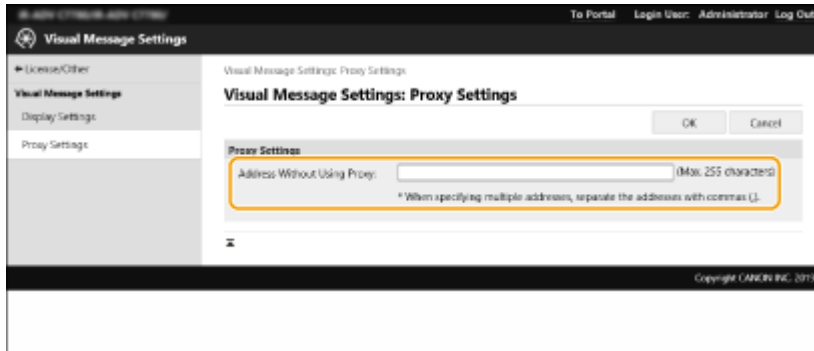 To Portal Login User: Administrator Log Out
Visual Message Settings
License/Other
Visual Message Settings: Proxy Settings
Visual Message Settings
Visual Message Settings: Proxy Settings
Display Settings
OK Cancel
Proxy Settings
Proxy Settings
Address Without Using Proxy: (Max. 255 characters)
* When specifying multiple addresses, separate the addresses with commas (,).
Copyright CANON INC. 2015